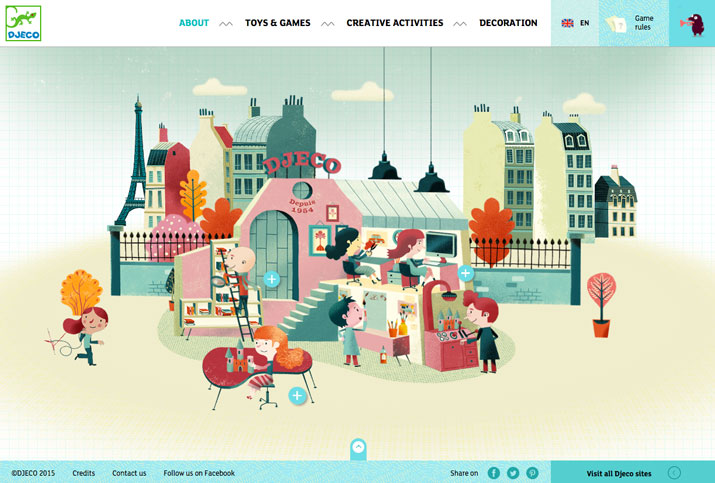 DJECO
ABOUT
TOYS & GAMES
CREATIVE ACTIVITIES
DECORATION
EN
Game
rules
DJECO
Depuis
1954
©DJECO 2015
Credits
Contact us
Follow us on Facebook
Share on
Visit all Djeco sites